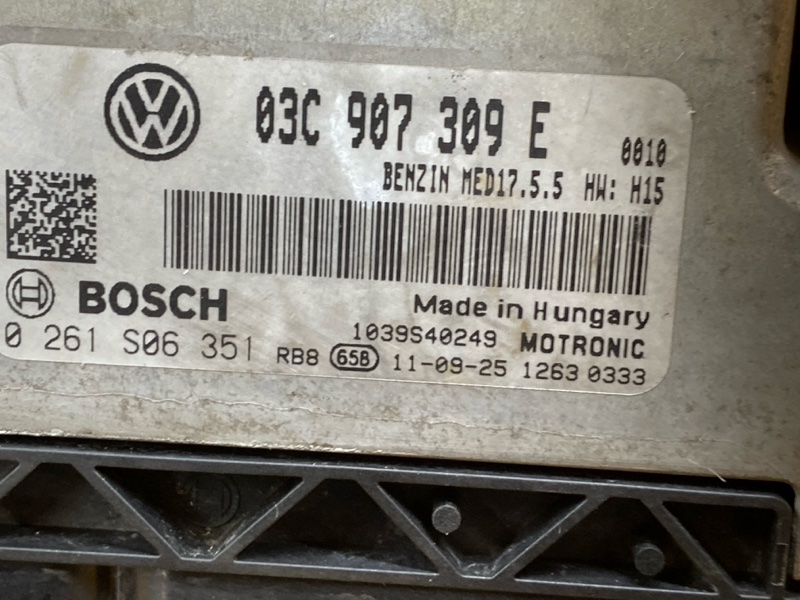 03C 907 309 E 0010
BENZIN MED17.5.5 HW: H15
BOSCH Made in Hungary
1039S40249 MOTRONIC
0 261 S06 351 RB8 65B 11-09-25 1263 0333